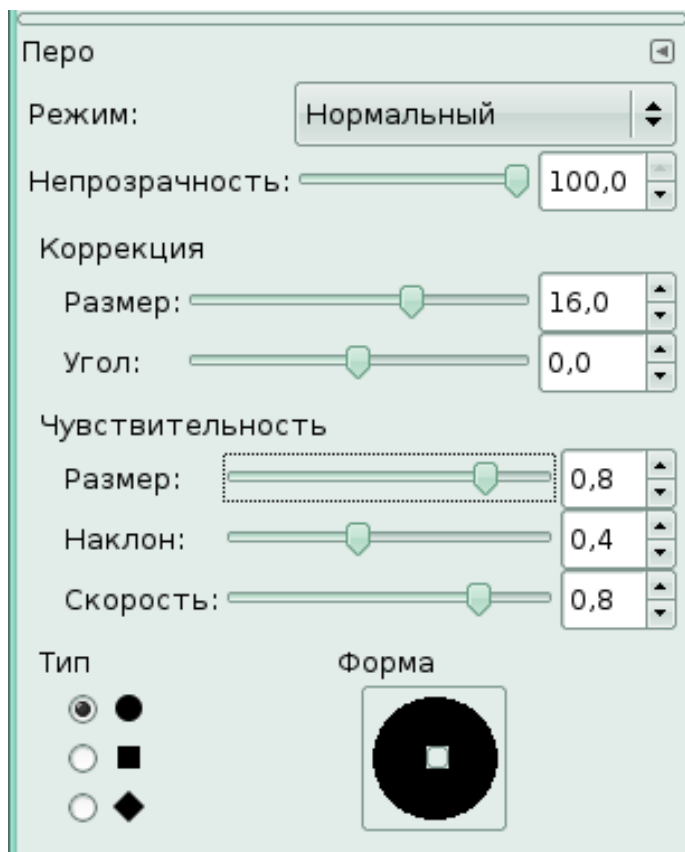 Перо
Режим: Нормальный
Непрозрачность: 100,0
Коррекция
Размер: 16,0
Угол: 0,0
Чувствительность
Размер: 0,8
Наклон: 0,4
Скорость: 0,8
Тип Форма